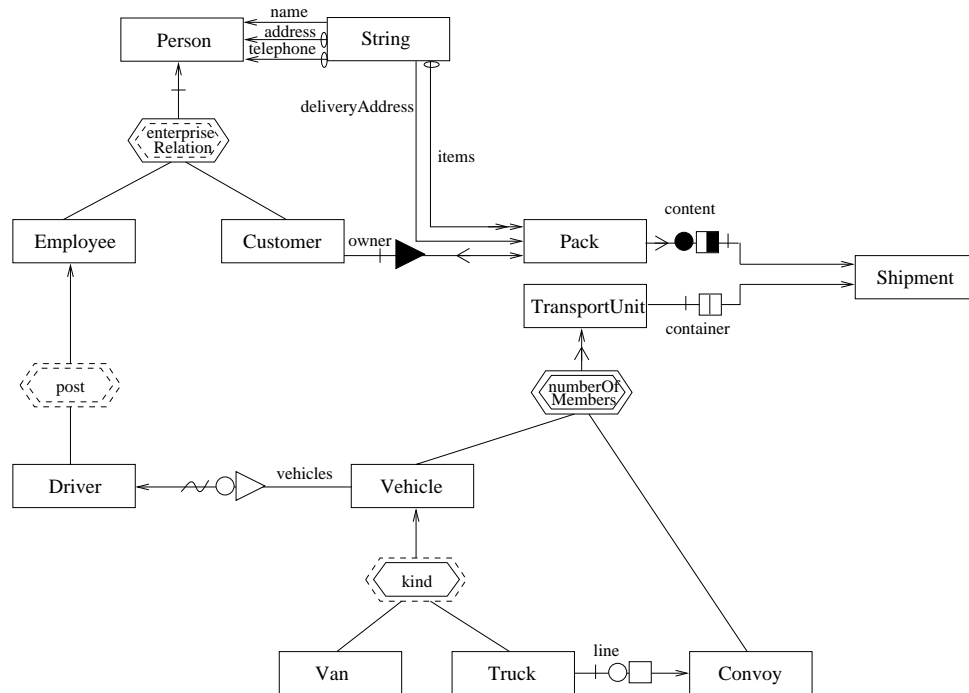 name
Person
address
String
telephone
deliveryAddress
enterprise
Relation
items
content
Employee
Customer
owner
Pack
Shipment
TransportUnit
container
post
numberOf
Members
vehicles
Driver
Vehicle
kind
line
Van
Truck
Convoy